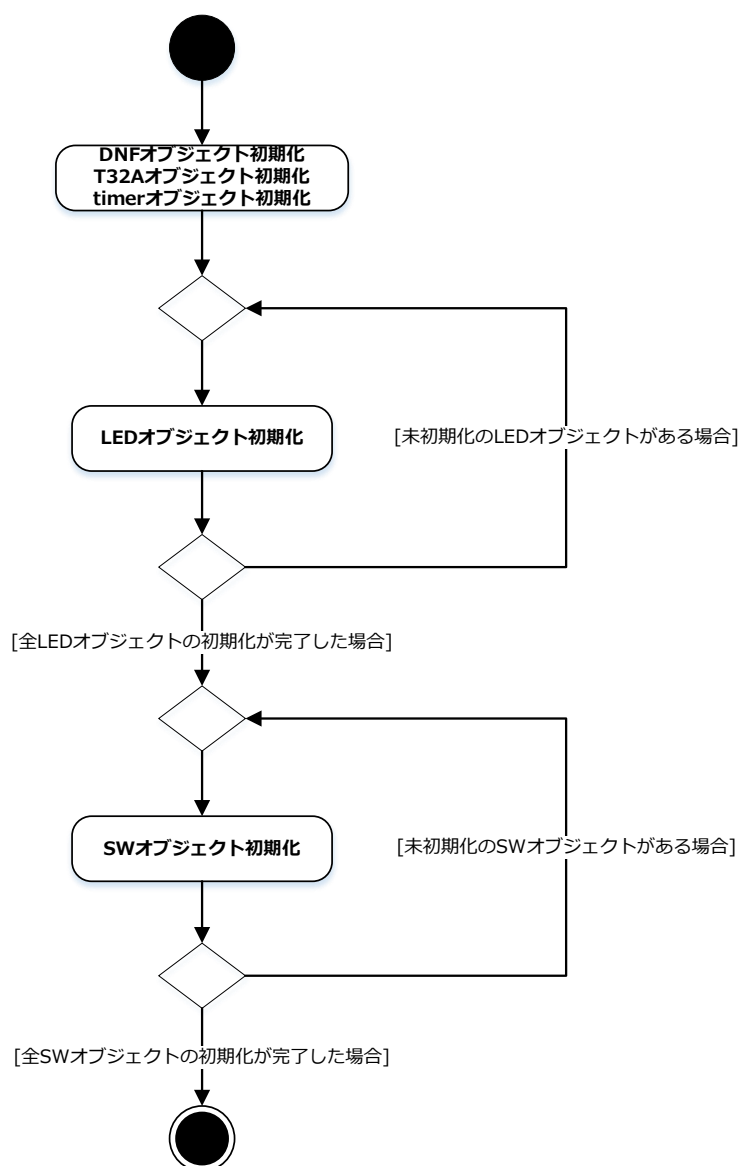 DNFオブジェクト初期化
T32Aオブジェクト初期化
timerオブジェクト初期化
LEDオブジェクト初期化
[未初期化のLEDオブジェクトがある場合]
[全LEDオブジェクトの初期化が完了した場合]
SWオブジェクト初期化
[未初期化のSWオブジェクトがある場合]
[全SWオブジェクトの初期化が完了した場合]